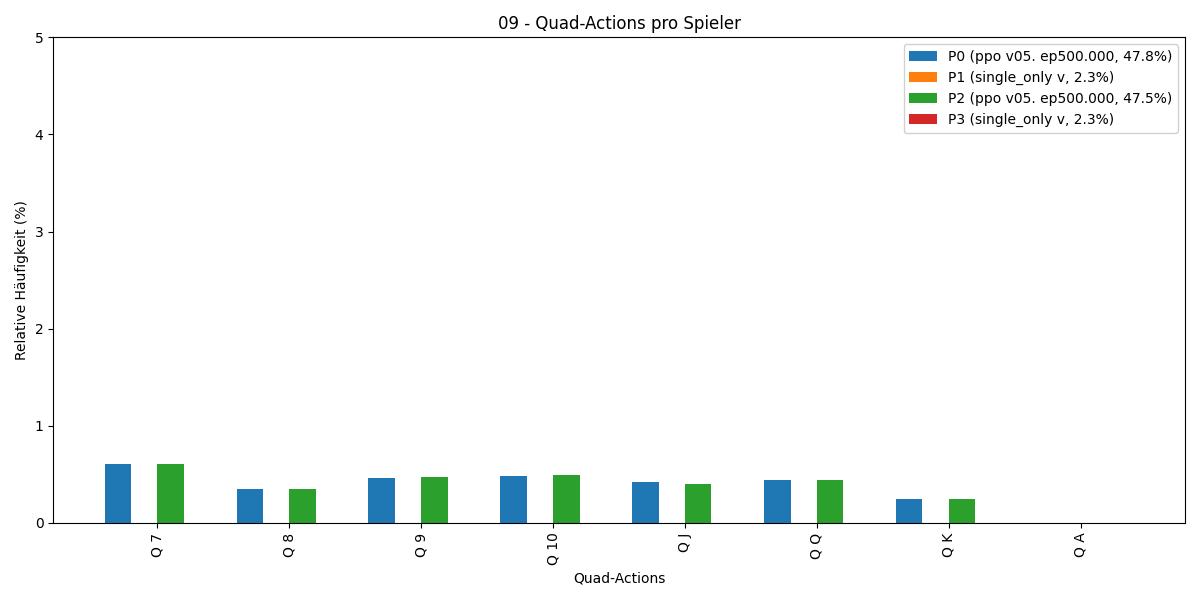 09 - Quad-Actions pro Spieler
P0 (ppo v05. ep500.000, 47.8%)
P1 (single_only v, 2.3%)
P2 (ppo v05. ep500.000, 47.5%)
P3 (single_only v, 2.3%)
Relative Häufigkeit (%)
5
4
3
2
1
0
Q 7
Q 8
Q 9
Q 10
Q J
Q Q
Q K
Q A
Quad-Actions